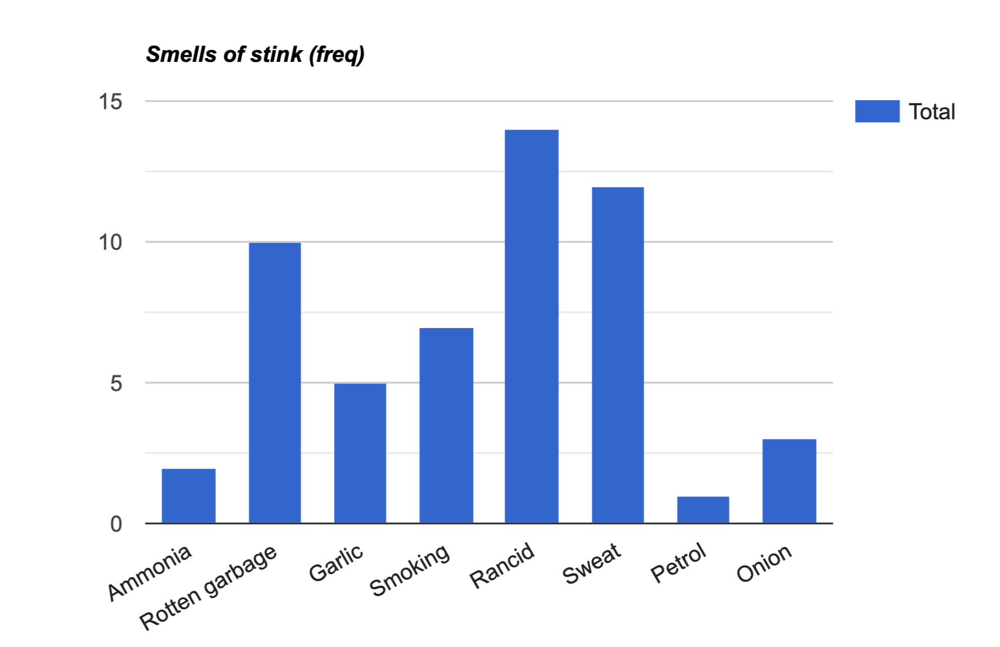 Smells of stink (freq)
15
Total
10
5
0
Ammonia
Rotten garbage
Garlic
Smoking
Rancid
Sweat
Petrol
Onion